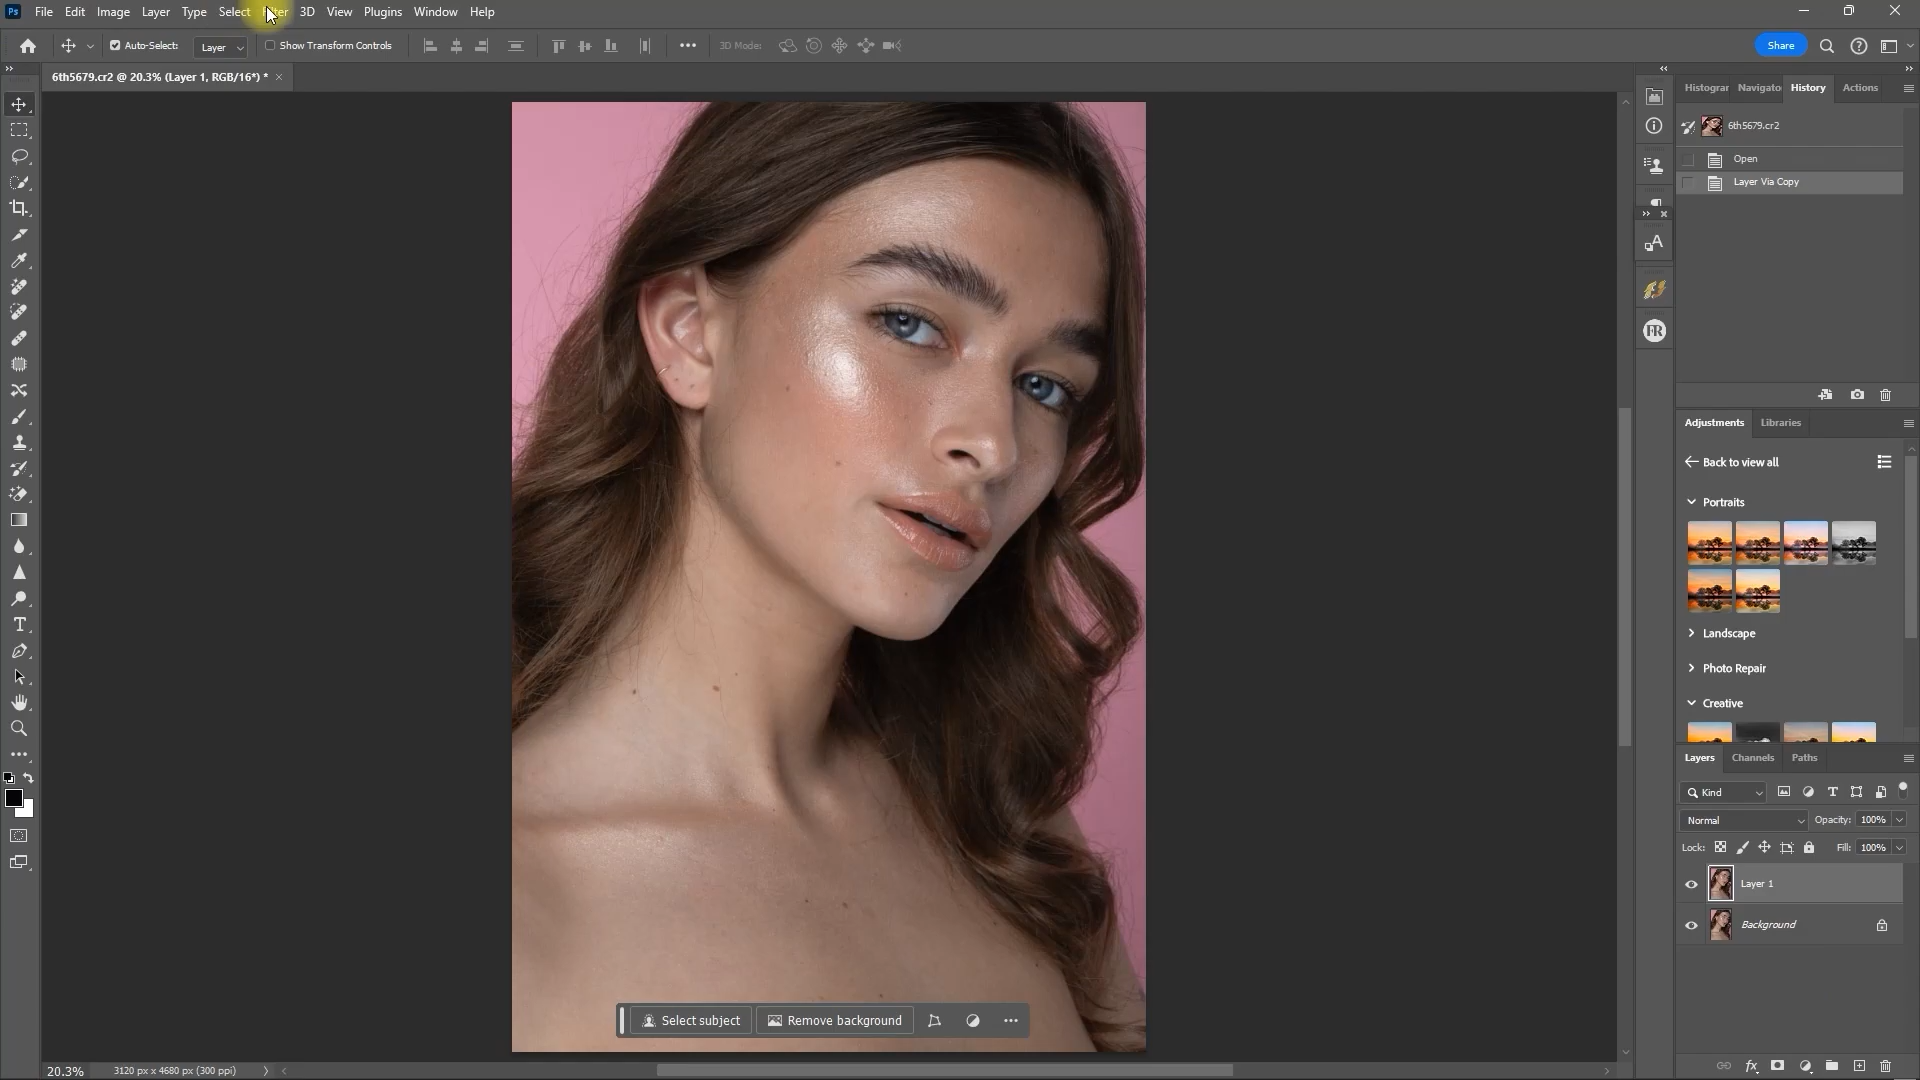 Ps File Edit Image Layer Type Select Filter 3D View Plugins Window Help
Auto-Select: Layer Show Transform Controls 3D Mode: Share
6th5679.cr2 @ 20.3% (Layer 1, RGB/16*) *
Histogram Navigato History Actions
6th5679.cr2
Open
Layer Via Copy
A
FR
Adjustments Libraries
Back to view all
Portraits
Landscape
Photo Repair
Creative
Layers Channels Paths
Kind
Normal Opacity: 100%
Lock: Fill: 100%
Layer 1
Background
Select subject Remove background
20.3% 3120 px x 4680 px (300 ppi)